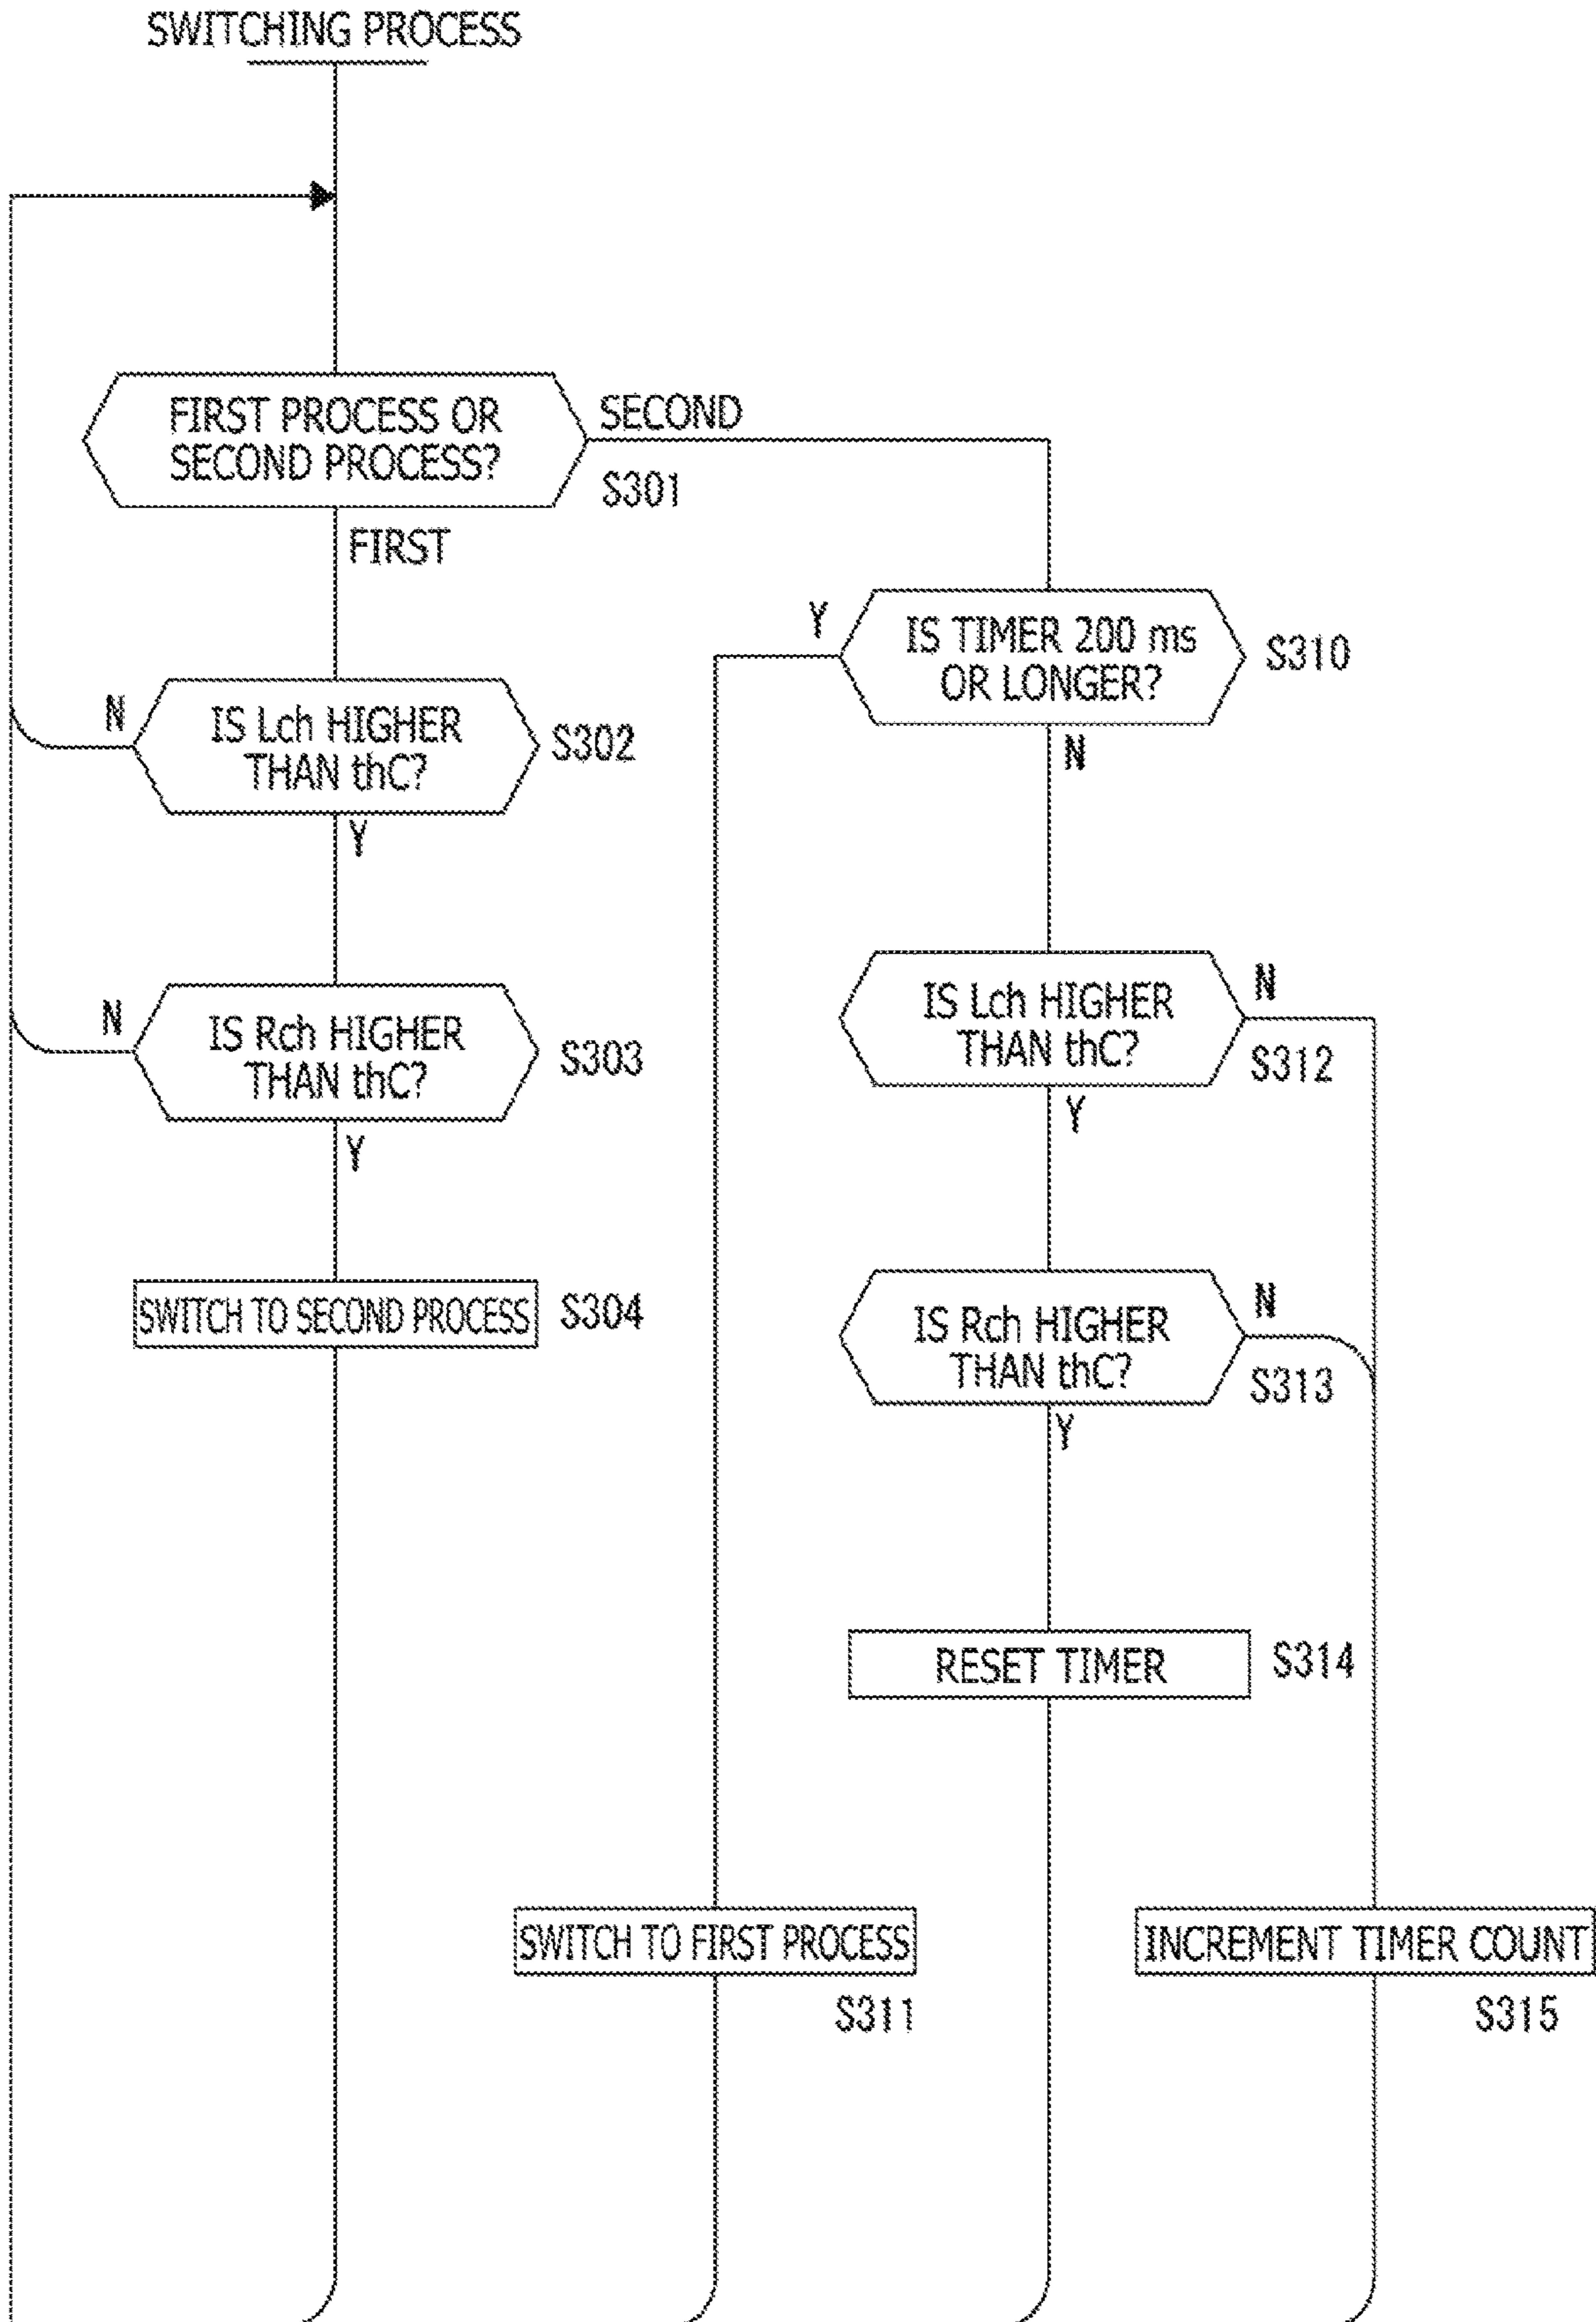 SWITCHING PROCESS
FIRST PROCESS OR
SECOND PROCESS?
SECOND
S301
FIRST
Y
IS TIMER 200 ms
OR LONGER?
S310
N
N
IS Lch HIGHER
THAN thC?
S302
Y
N
IS Rch HIGHER
THAN thC?
S303
Y
IS Lch HIGHER
THAN thC?
N
S312
Y
SWITCH TO SECOND PROCESS
S304
IS Rch HIGHER
THAN thC?
N
S313
Y
RESET TIMER
S314
SWITCH TO FIRST PROCESS
S311
INCREMENT TIMER COUNT
S315